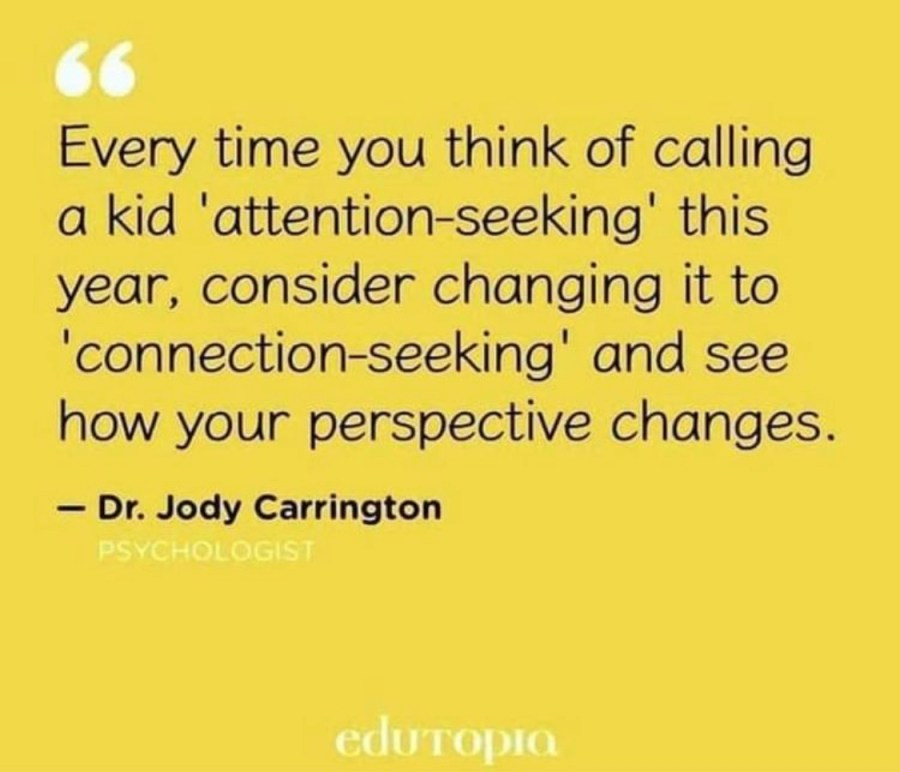 “
Every time you think of calling
a kid 'attention-seeking' this
year, consider changing it to
'connection-seeking' and see
how your perspective changes.
— Dr. Jody Carrington
PSYCHOLOGIST
edutopia